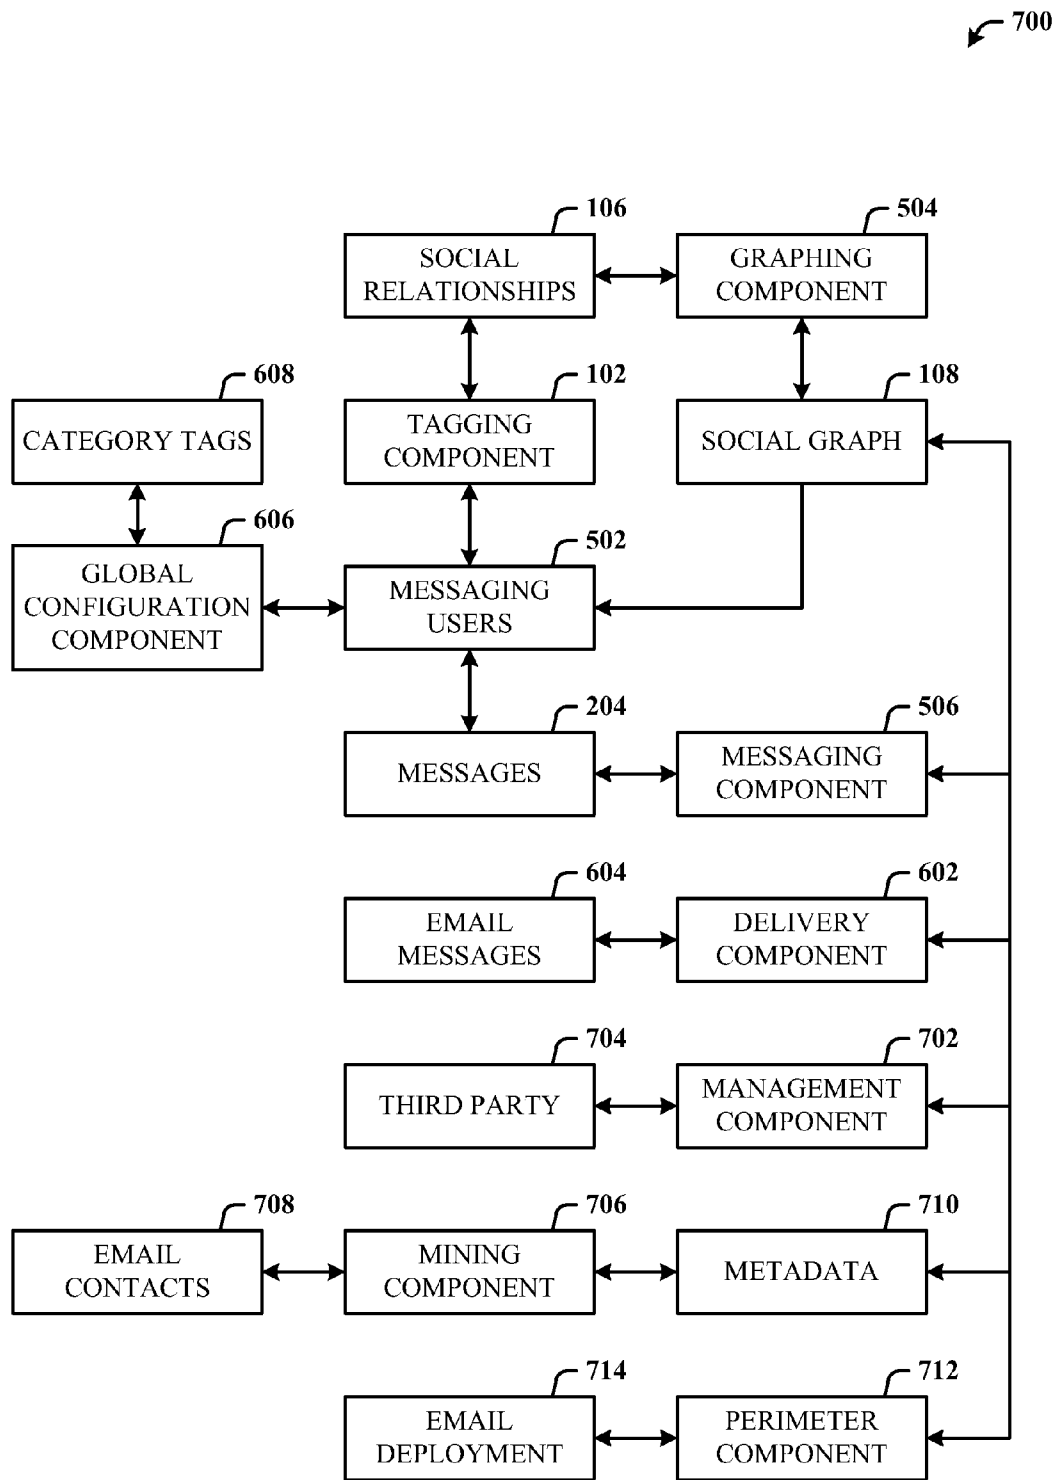 700
106
504
SOCIAL
RELATIONSHIPS
GRAPHING
COMPONENT
608
102
108
CATEGORY TAGS
TAGGING
COMPONENT
SOCIAL GRAPH
606
502
GLOBAL
CONFIGURATION
COMPONENT
MESSAGING
USERS
204
506
MESSAGES
MESSAGING
COMPONENT
604
602
EMAIL
MESSAGES
DELIVERY
COMPONENT
704
702
THIRD PARTY
MANAGEMENT
COMPONENT
708
706
710
EMAIL
CONTACTS
MINING
COMPONENT
METADATA
714
712
EMAIL
DEPLOYMENT
PERIMETER
COMPONENT